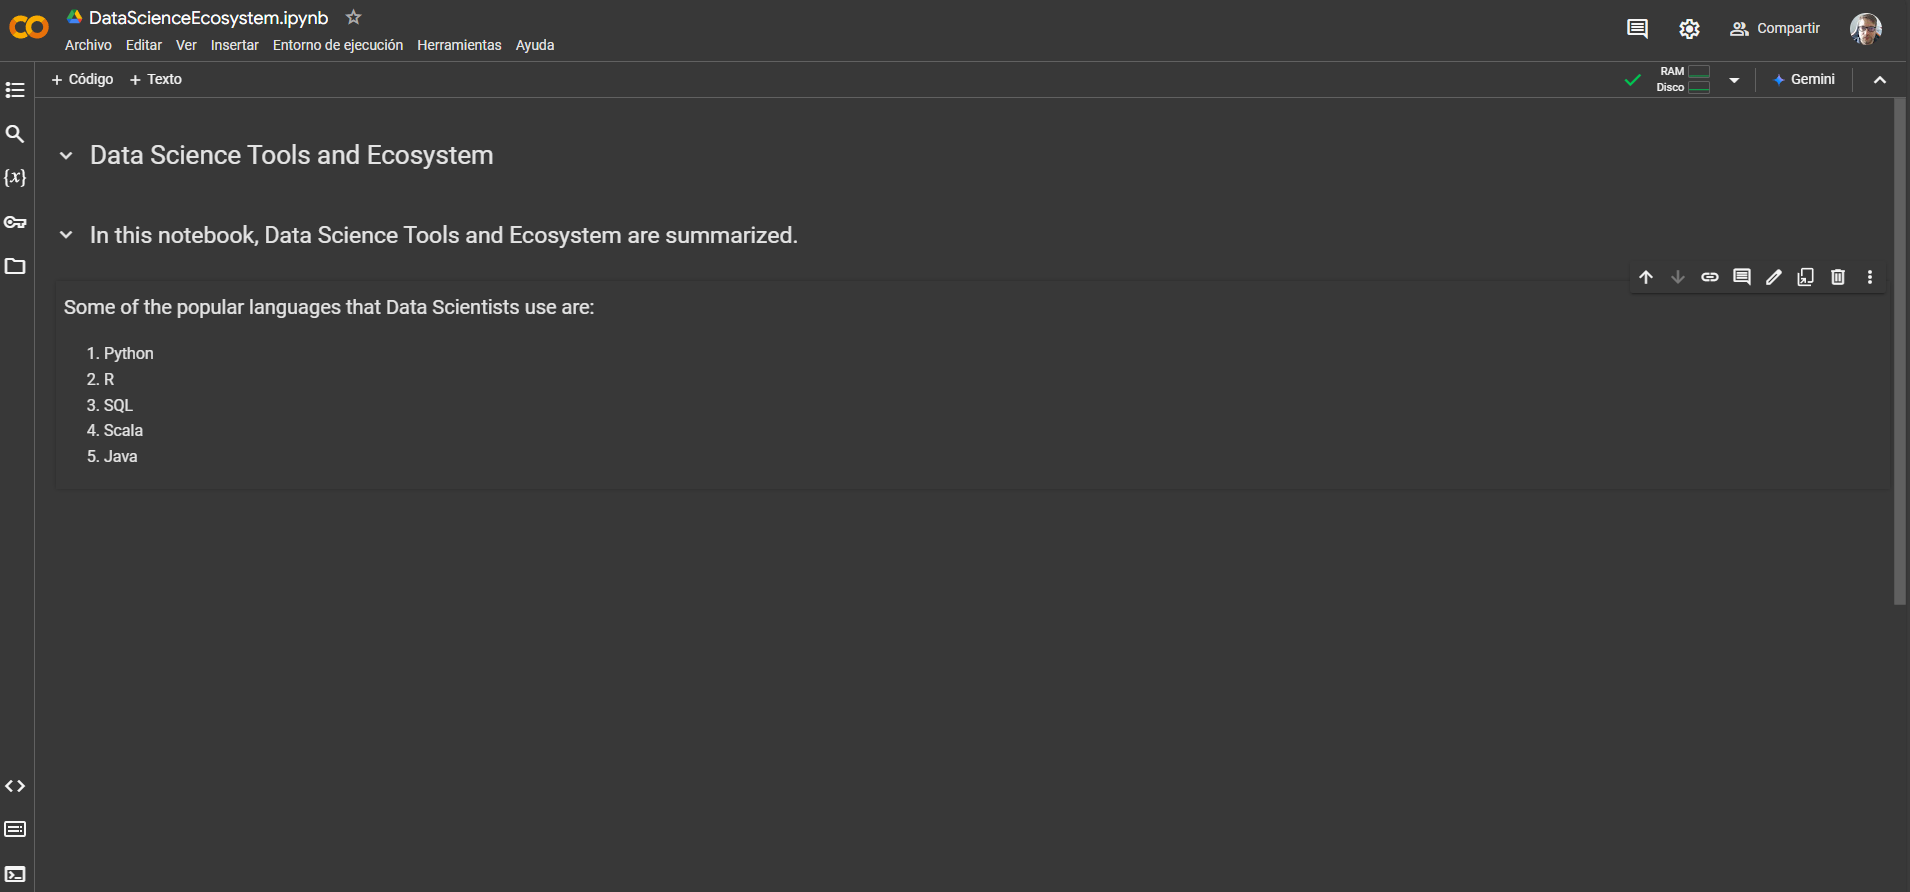 DataScienceEcosystem.ipynb
Archivo Editar Ver Insertar Entorno de ejecución Herramientas Ayuda
Compartir
+ Código + Texto
RAM
Disco
Gemini
{x}
Data Science Tools and Ecosystem
In this notebook, Data Science Tools and Ecosystem are summarized.
Some of the popular languages that Data Scientists use are:
1. Python
2. R
3. SQL
4. Scala
5. Java